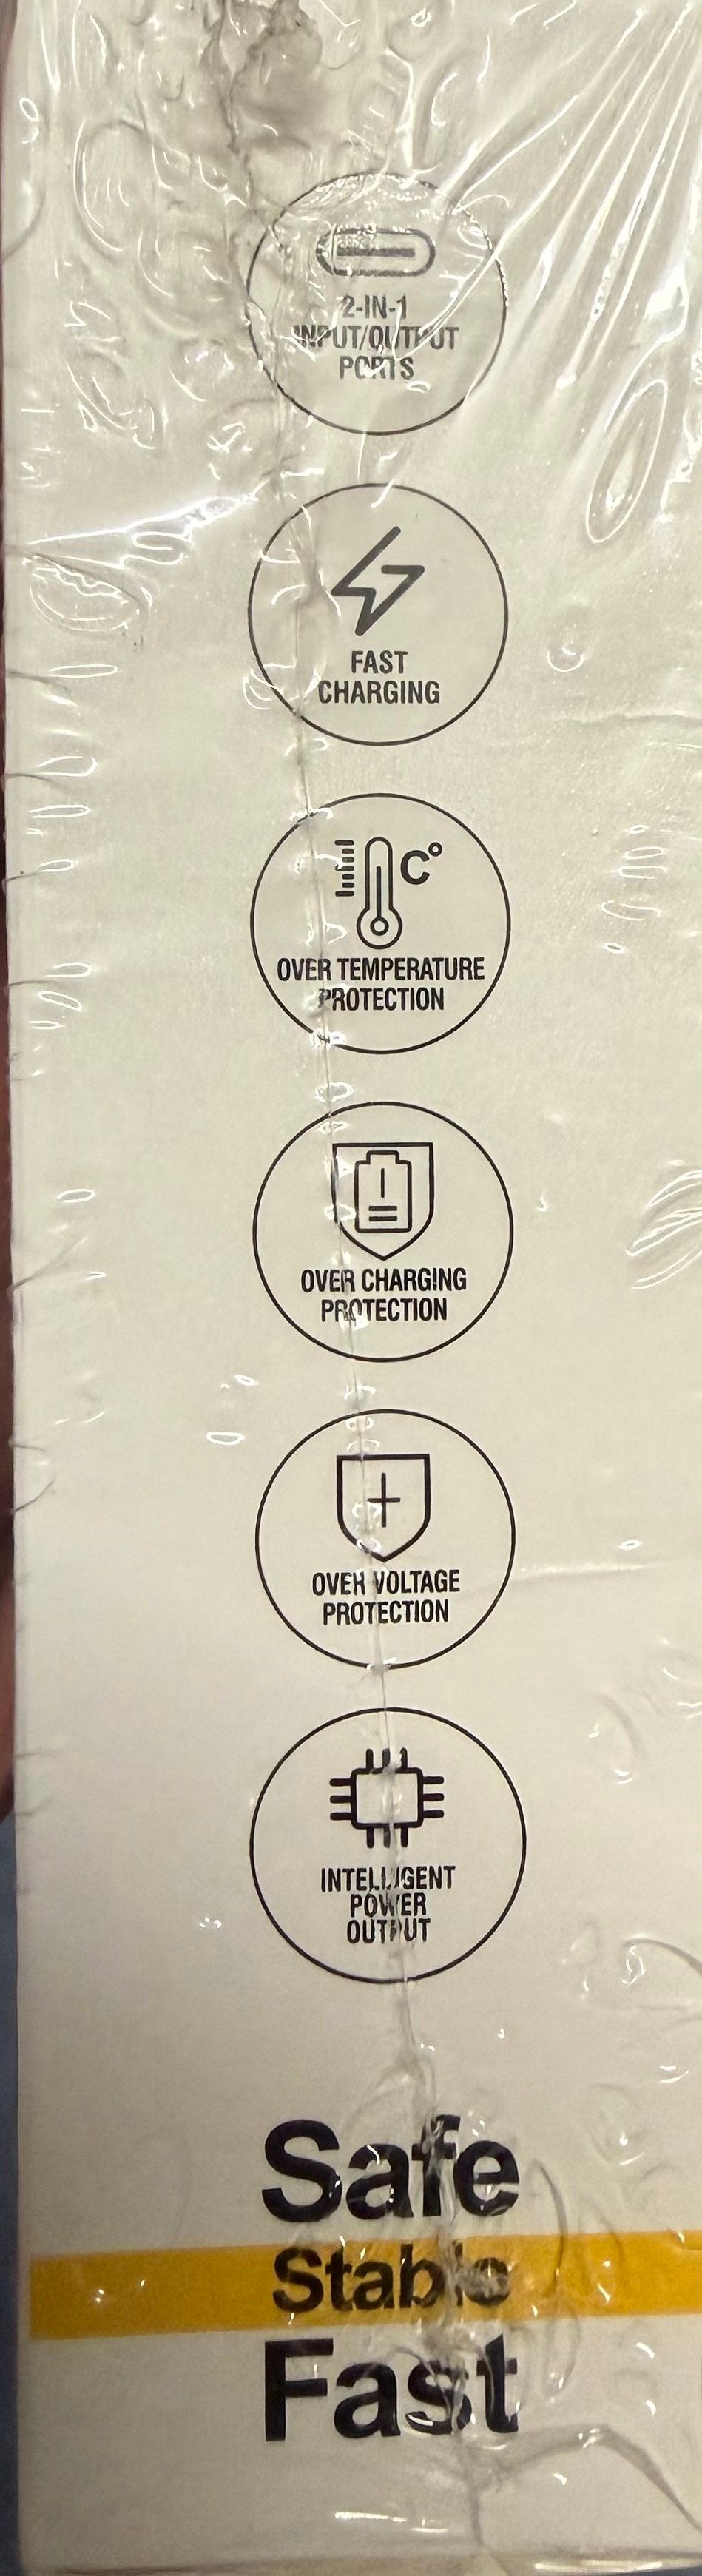 2-IN-1
INPUT/OUTPUT
PORTS
FAST
CHARGING
C°
OVER TEMPERATURE
PROTECTION
OVER CHARGING
PROTECTION
OVER VOLTAGE
PROTECTION
INTELLIGENT
POWER
OUTPUT
Safe
Stable
Fast